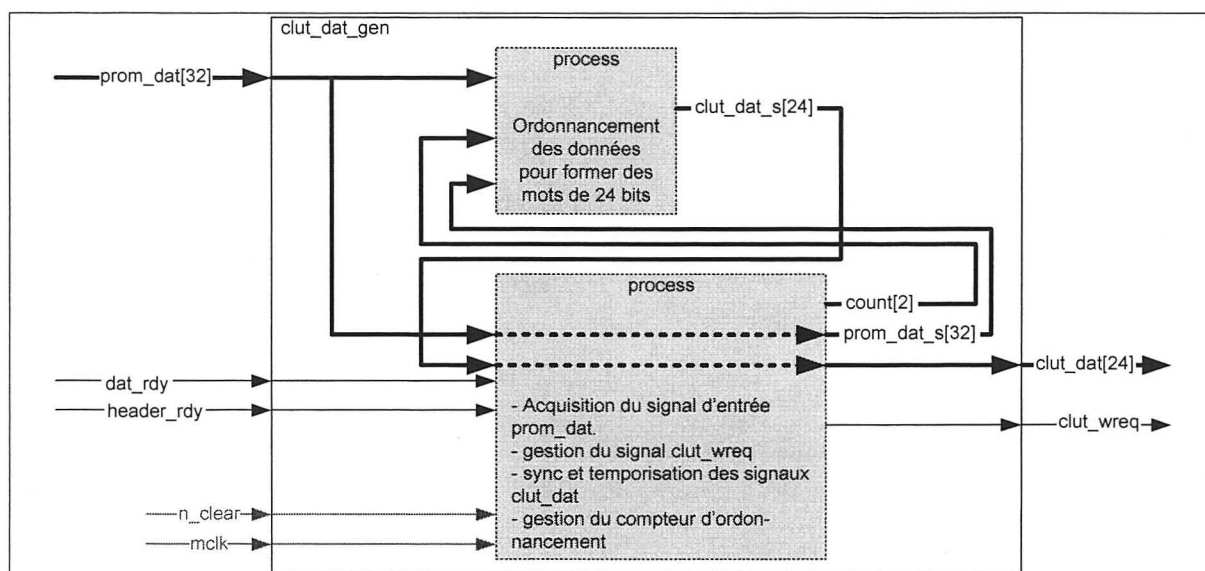 clut_dat_gen
prom_dat[32]
process
Ordonnancement
des données
pour former des
mots de 24 bits
clut_dat_s[24]
process
count[2]
prom_dat_s[32]
clut_dat[24]
dat_rdy
header_rdy
clut_wreq
- Acquisition du signal d'entrée
prom_dat.
- gestion du signal clut_wreq
- sync et temporisation des signaux
clut_dat
- gestion du compteur d'ordon-
nancement
n_clear
mclk